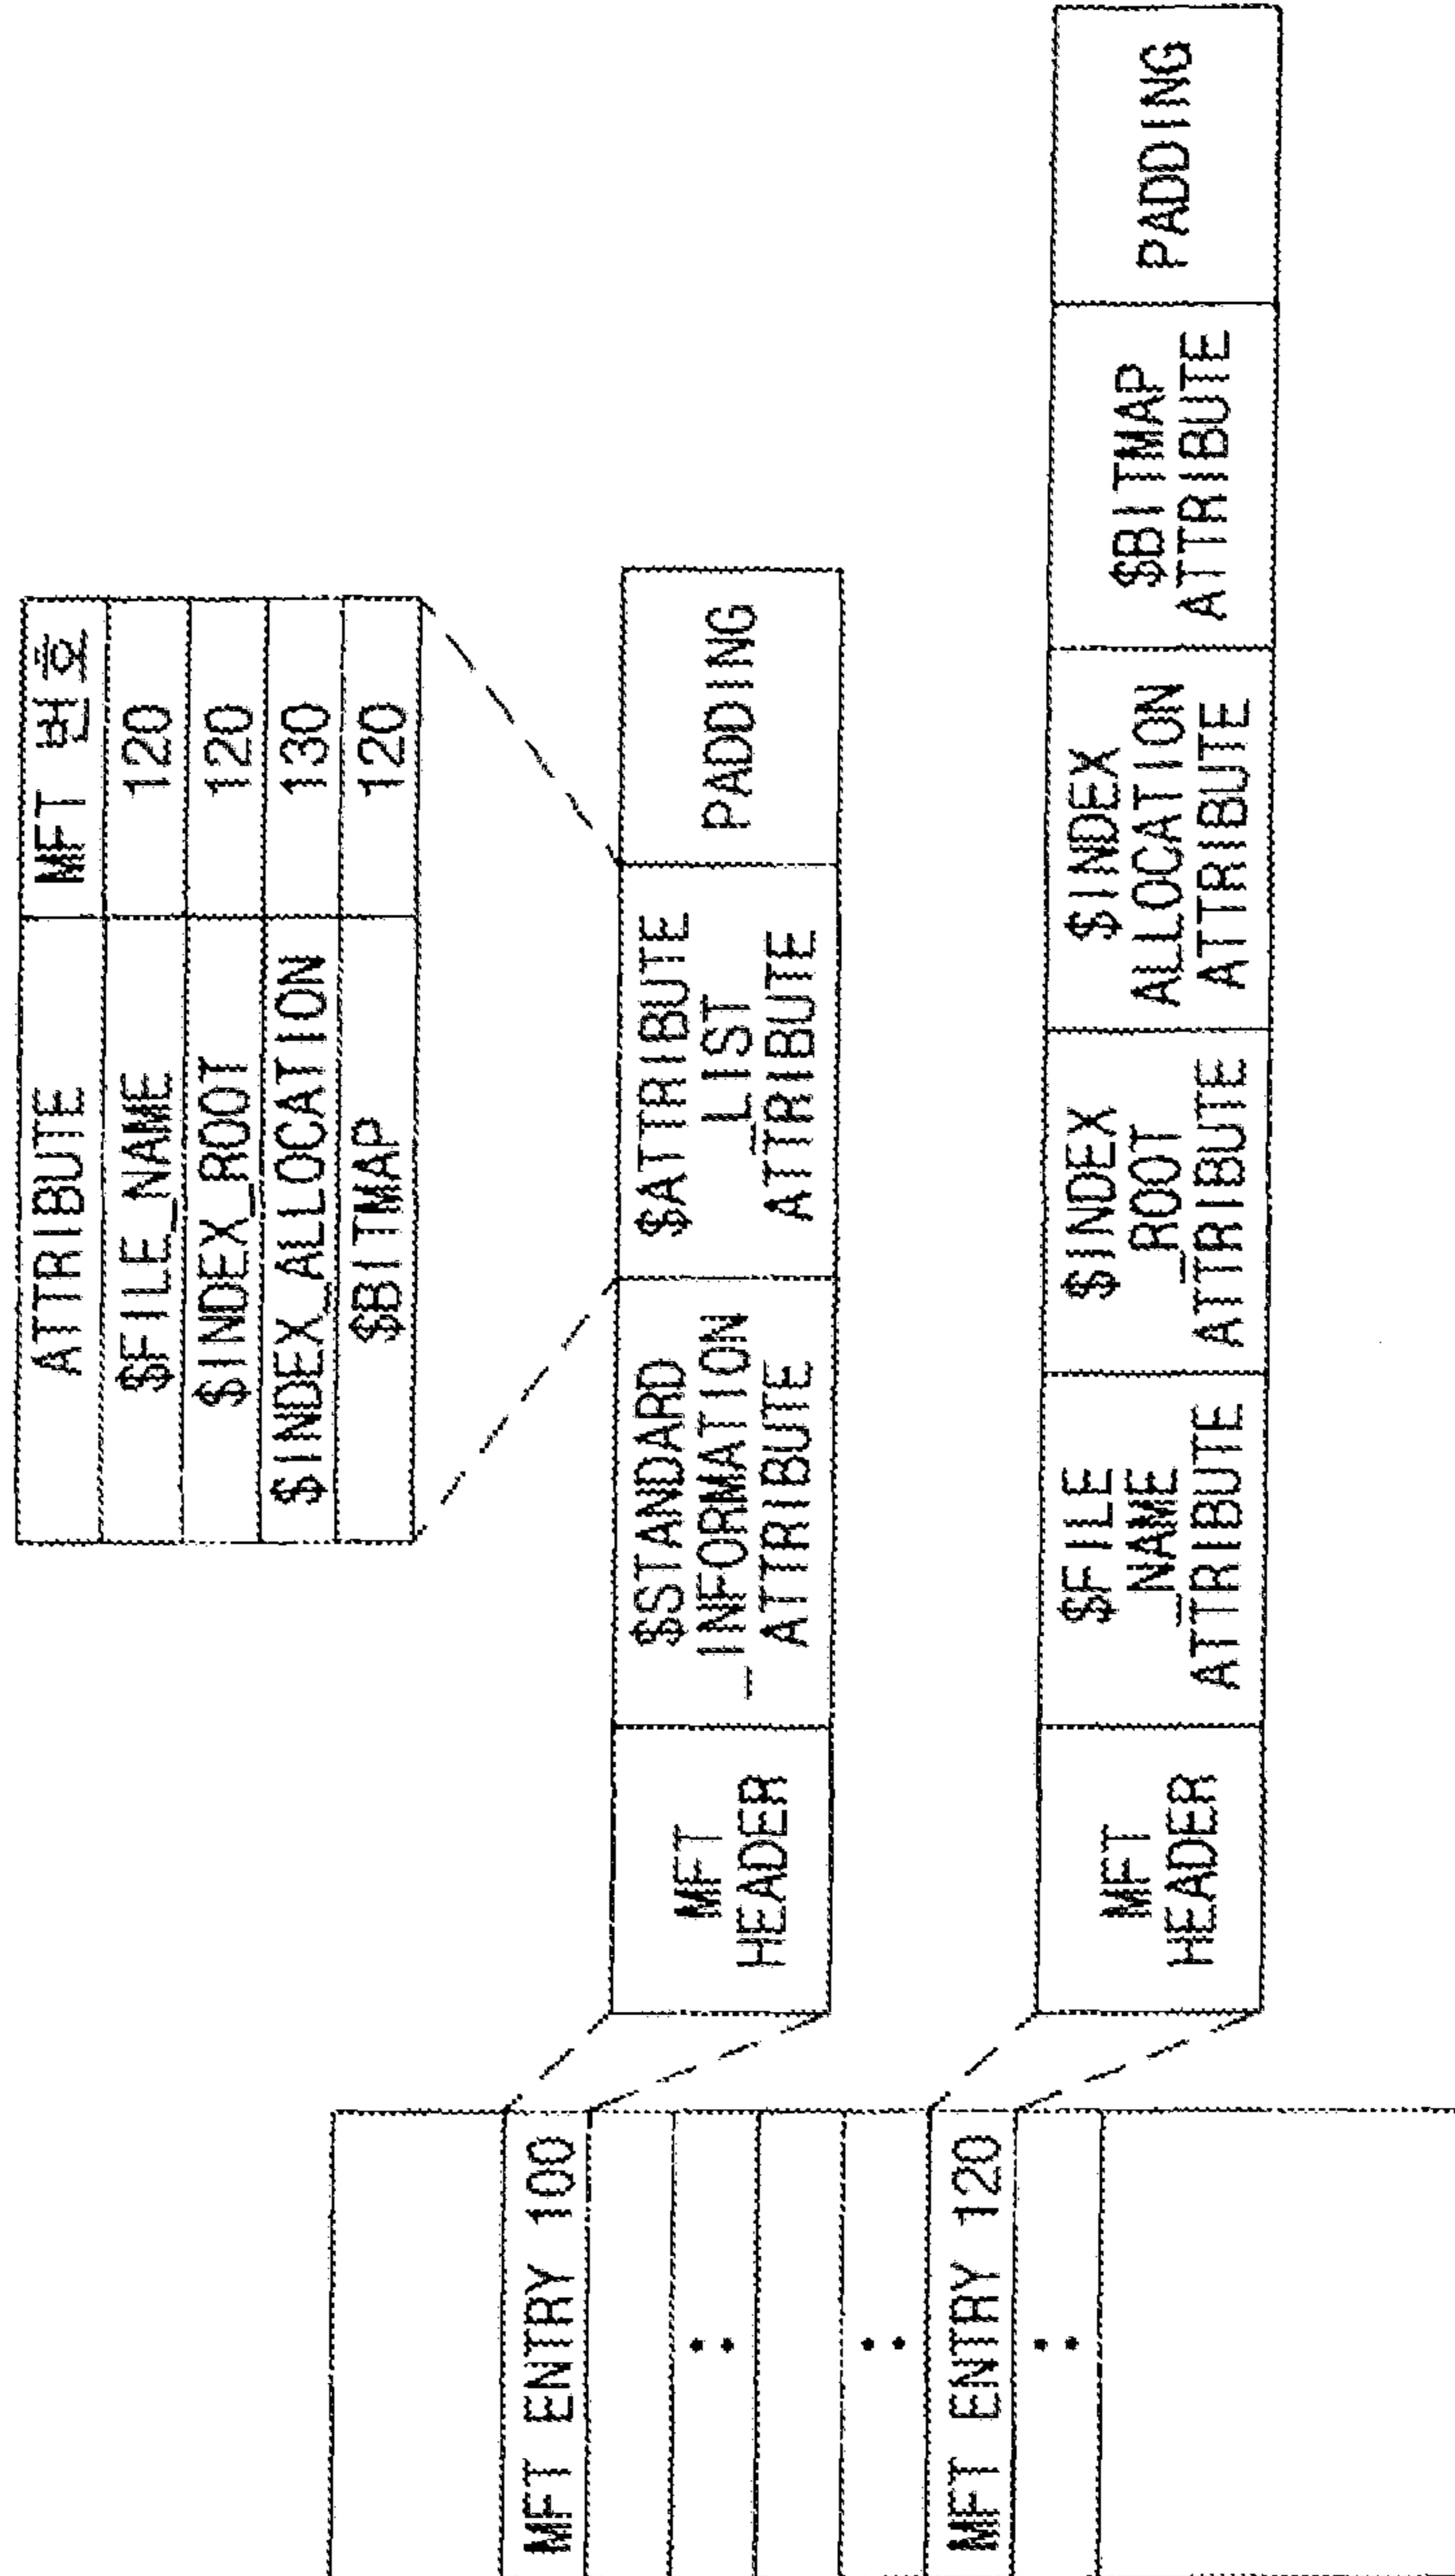 ATTRIBUTE MFT 번호
$FILE_NAME 120
$INDEX_ROOT 120
$INDEX_ALLOCATION 130
$BITMAP 120
MFT ENTRY 100
MFT
HEADER
$STANDARD
_INFORMATION
ATTRIBUTE
$ATTRIBUTE
_LIST
ATTRIBUTE
PADDING
:
:
MFT ENTRY 120
MFT
HEADER
$FILE
_NAME
ATTRIBUTE
$INDEX
_ROOT
ATTRIBUTE
$INDEX
ALLOCATION
ATTRIBUTE
$BITMAP
ATTRIBUTE
PADDING
: